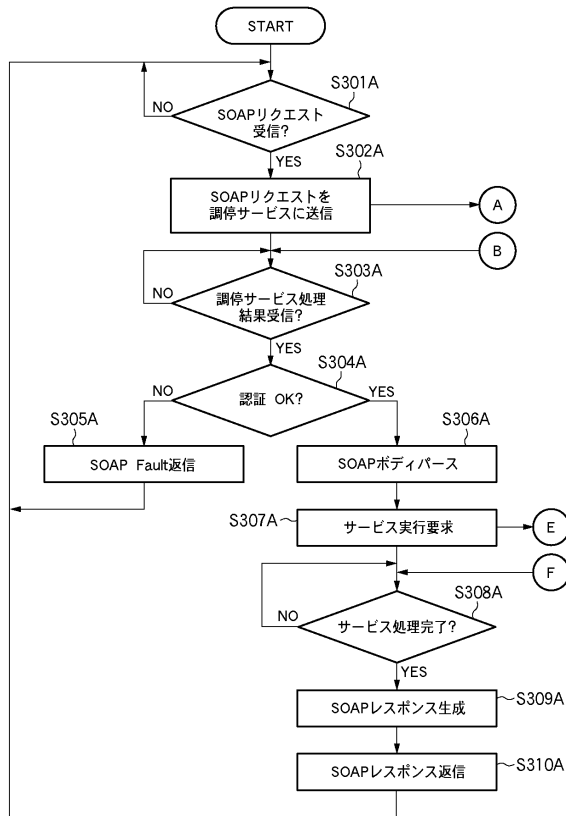 START
S301A
NO
SOAPリクエスト
受信?
YES
S302A
SOAPリクエストを
調停サービスに送信
A
B
S303A
NO
調停サービス処理
結果受信?
YES
S304A
NO
認証 OK?
YES
S305A
S306A
SOAP Fault返信
SOAPボディパース
S307A
サービス実行要求
E
F
S308A
NO
サービス処理完了?
YES
S309A
SOAPレスポンス生成
S310A
SOAPレスポンス返信